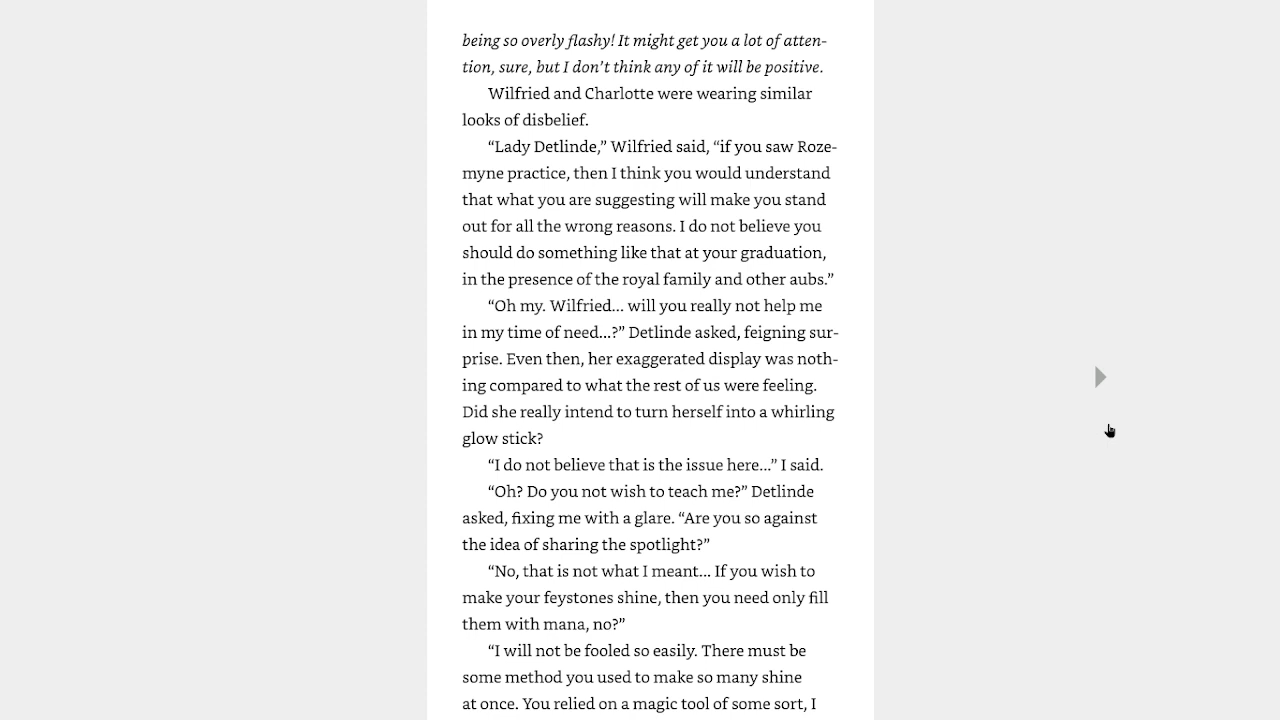 being so overly flashy! It might get you a lot of atten-
tion, sure, but I don’t think any of it will be positive.
Wilfried and Charlotte were wearing similar
looks of disbelief.
“Lady Detlinde,” Wilfried said, “if you saw Roze-
myne practice, then I think you would understand
that what you are suggesting will make you stand
out for all the wrong reasons. I do not believe you
should do something like that at your graduation,
in the presence of the royal family and other aubs.”
“Oh my. Wilfried... will you really not help me
in my time of need...?” Detlinde asked, feigning sur-
prise. Even then, her exaggerated display was noth-
ing compared to what the rest of us were feeling.
Did she really intend to turn herself into a whirling
glow stick?
“I do not believe that is the issue here...” I said.
“Oh? Do you not wish to teach me?” Detlinde
asked, fixing me with a glare. “Are you so against
the idea of sharing the spotlight?”
“No, that is not what I meant... If you wish to
make your feystones shine, then you need only fill
them with mana, no?”
“I will not be fooled so easily. There must be
some method you used to make so many shine
at once. You relied on a magic tool of some sort, I